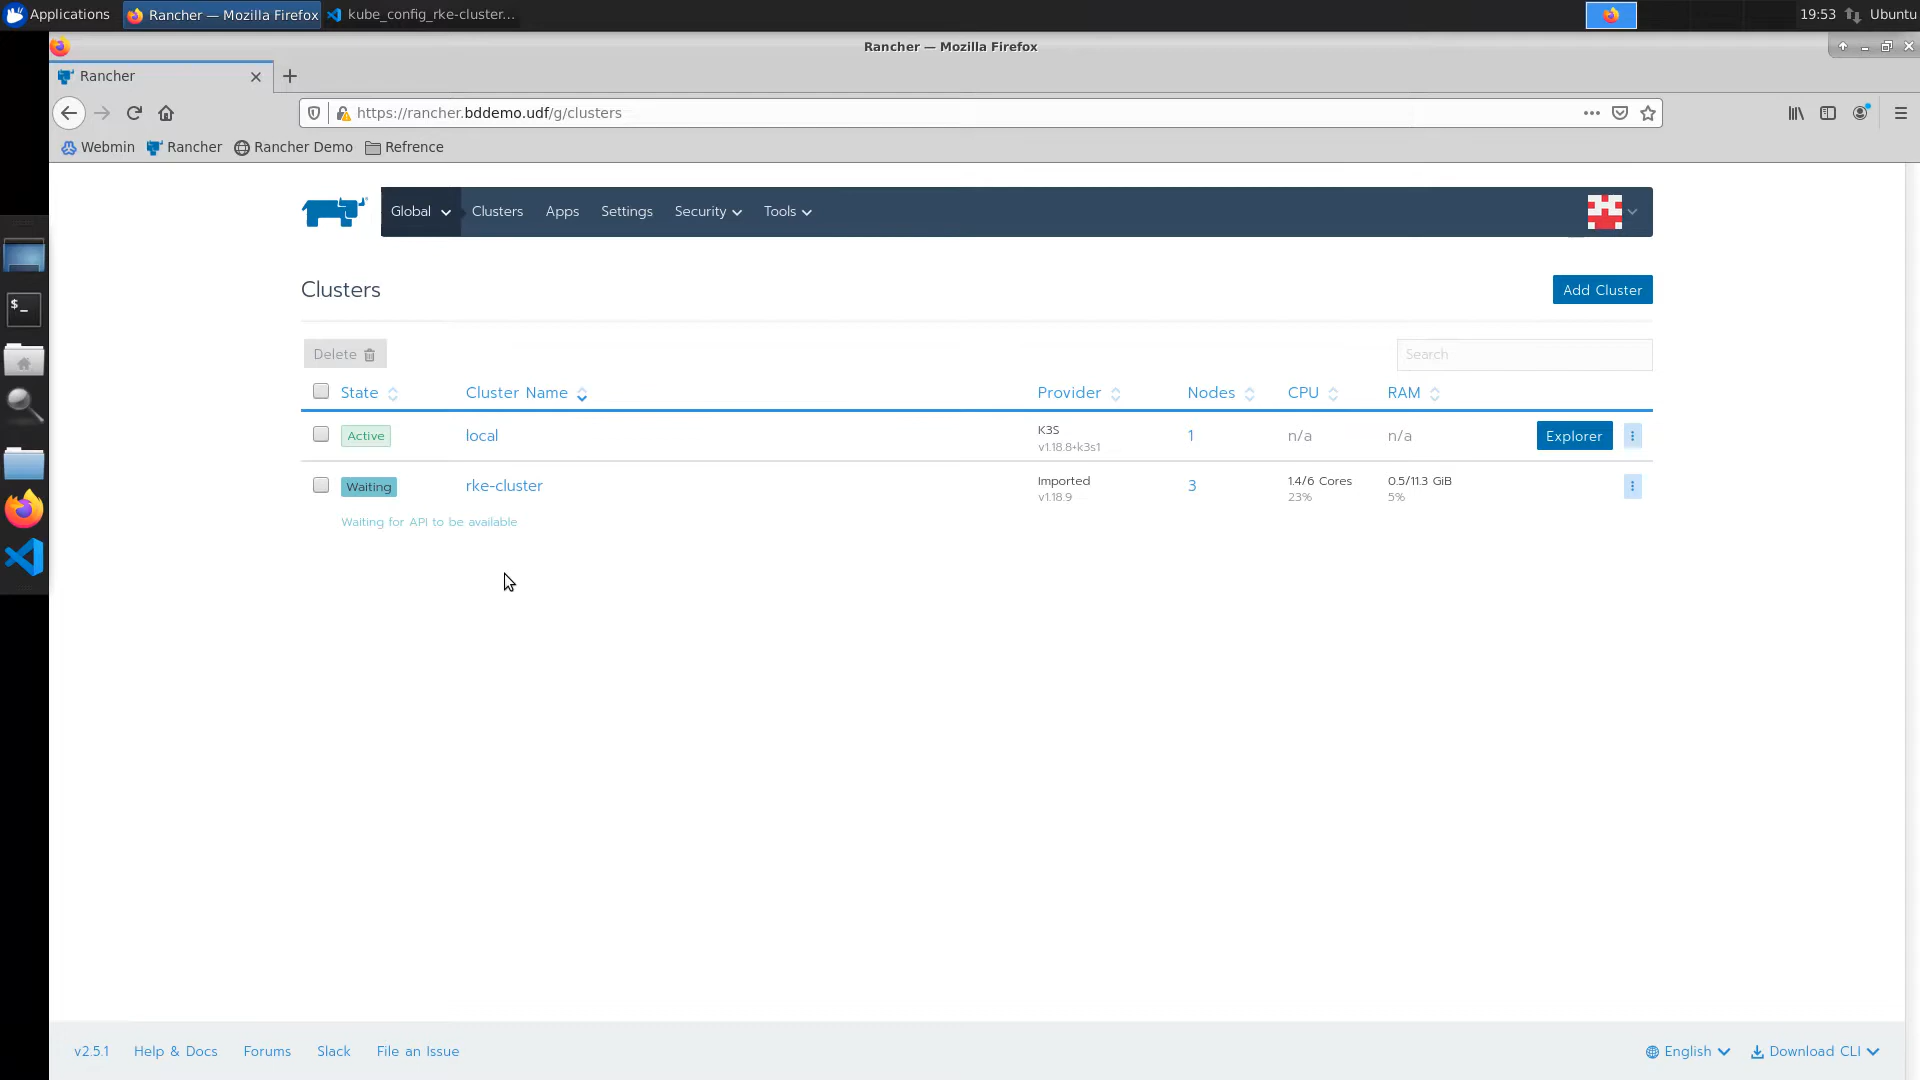 Applications
Rancher — Mozilla Firefox
kube_config_rke-cluster...
19:53
Ubuntu
Rancher — Mozilla Firefox
Rancher
https://rancher.bddemo.udf/g/clusters
Webmin
Rancher
Rancher Demo
Refrence
Global
Clusters
Apps
Settings
Security
Tools
Clusters
Add Cluster
Delete
Search
State
Cluster Name
Provider
Nodes
CPU
RAM
Active
local
K3S
v1.18.8+k3s1
1
n/a
n/a
Explorer
Waiting
rke-cluster
Imported
v1.18.9
3
1.4/6 Cores
23%
0.5/11.3 GiB
5%
Waiting for API to be available
v2.5.1
Help & Docs
Forums
Slack
File an Issue
English
Download CLI